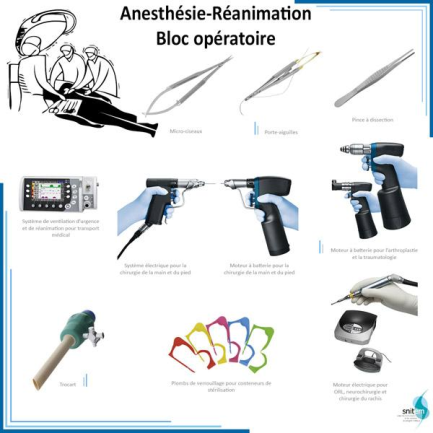 Anesthésie-Réanimation
Bloc opératoire
Micro-ciseaux
Porte-aiguilles
Pince à dissection
Système de ventilation d'urgence
et de réanimation pour transport
médical
Système électrique pour la
chirurgie de la main et du pied
Moteur à batterie pour la
chirurgie de la main et du pied
Moteur à batterie pour l'arthroplastie
et la traumatologie
Trocart
Plombs de verrouillage pour conteneurs de
stérilisation
Moteur électrique pour
ORL, neurochirurgie et
chirurgie du rachis
snitem